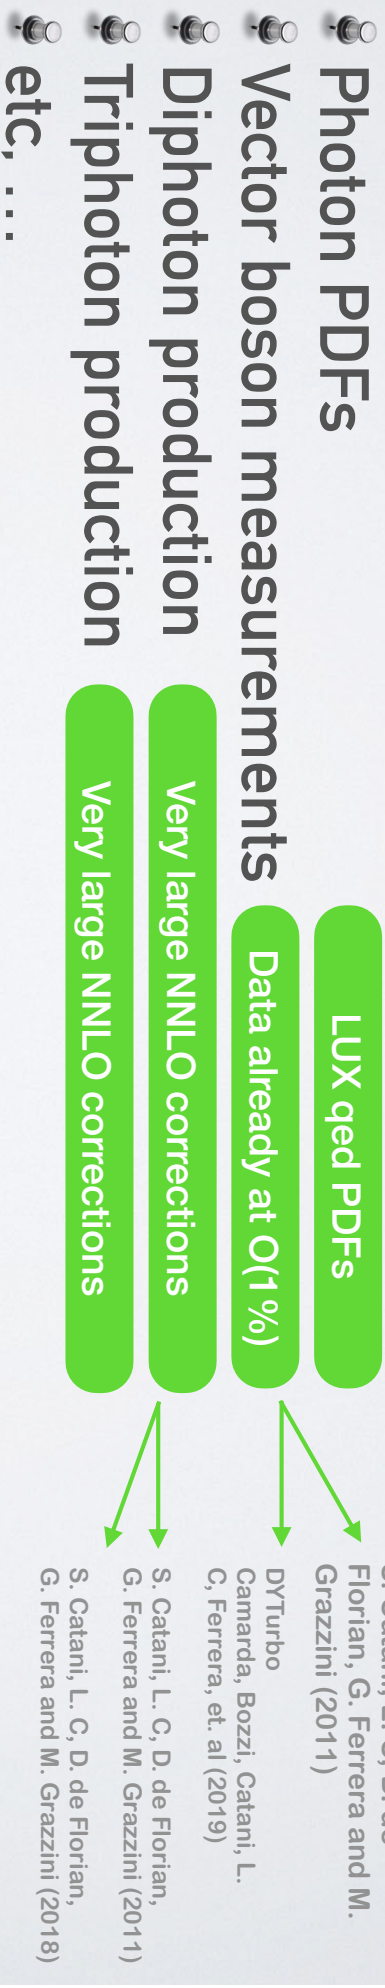 Photon PDFs
LUX qed PDFs
Vector boson measurements
Data already at O(1%)
Florian, G. Ferrera and M.
Grazzini (2011)
DYTurbo
Camarda, Bozzi, Catani, L.
C, Ferrera, et. al (2019)
Diphoton production
Very large NNLO corrections
S. Catani, L. C, D. de Florian,
G. Ferrera and M. Grazzini (2011)
Triphoton production
Very large NNLO corrections
S. Catani, L. C, D. de Florian,
G. Ferrera and M. Grazzini (2018)
etc, ...